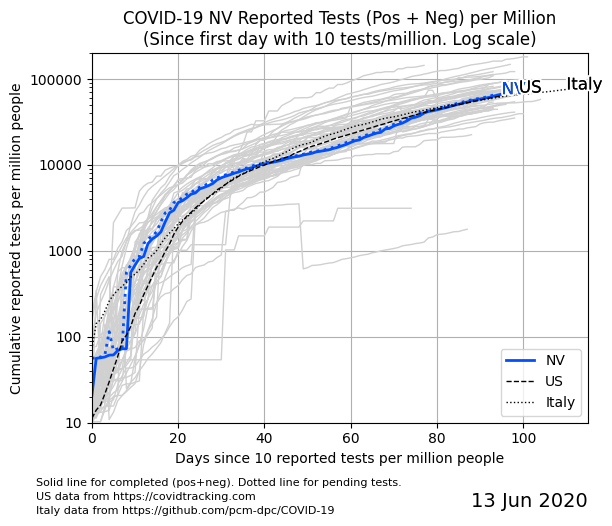 COVID-19 NV Reported Tests (Pos + Neg) per Million
(Since first day with 10 tests/million. Log scale)
Cumulative reported tests per million people
100000
10000
1000
100
10
NV
US
Italy
NV
US
Italy
0
20
40
60
80
100
Days since 10 reported tests per million people
Solid line for completed (pos+neg). Dotted line for pending tests.
US data from https://covidtracking.com
Italy data from https://github.com/pcm-dpc/COVID-19
13 Jun 2020